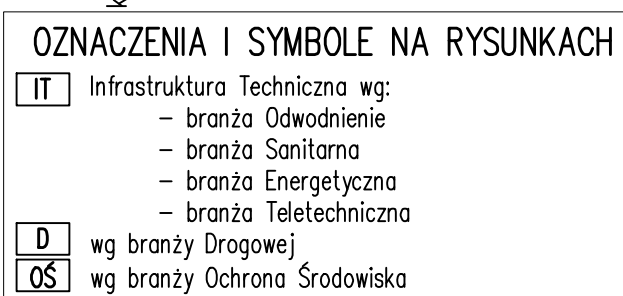 OZNACZENIA I SYMBOLE NA RYSUNKACH
IT Infrastruktura Techniczna wg:
– branża Odwodnienie
– branża Sanitarna
– branża Energetyczna
– branża Teletechniczna
D wg branży Drogowej
OŚ wg branży Ochrona Środowiska